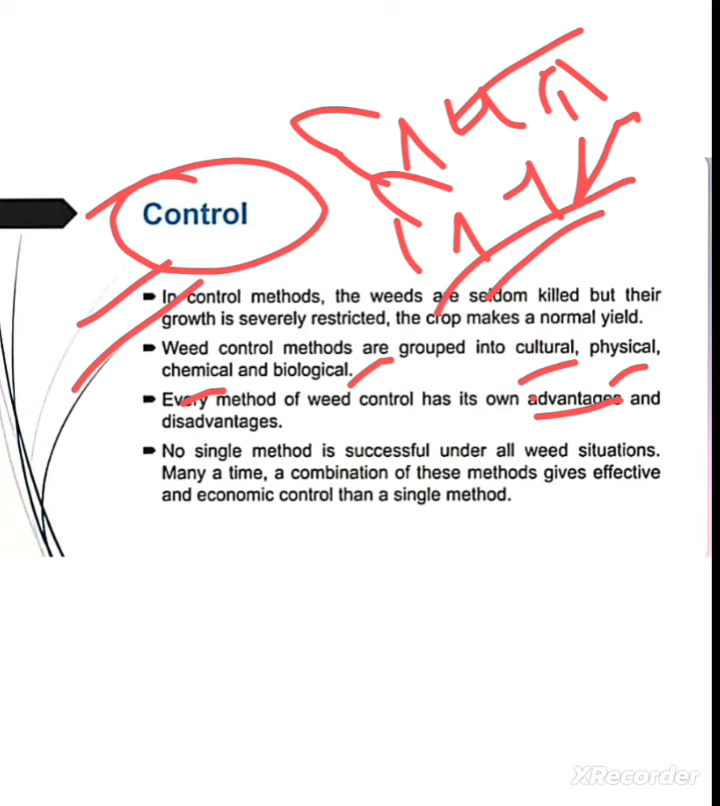 Control
In control methods, the weeds are seldom killed but their
growth is severely restricted, the crop makes a normal yield.
Weed control methods are grouped into cultural, physical,
chemical and biological.
Every method of weed control has its own advantages and
disadvantages.
No single method is successful under all weed situations.
Many a time, a combination of these methods gives effective
and economic control than a single method.
XRecorder